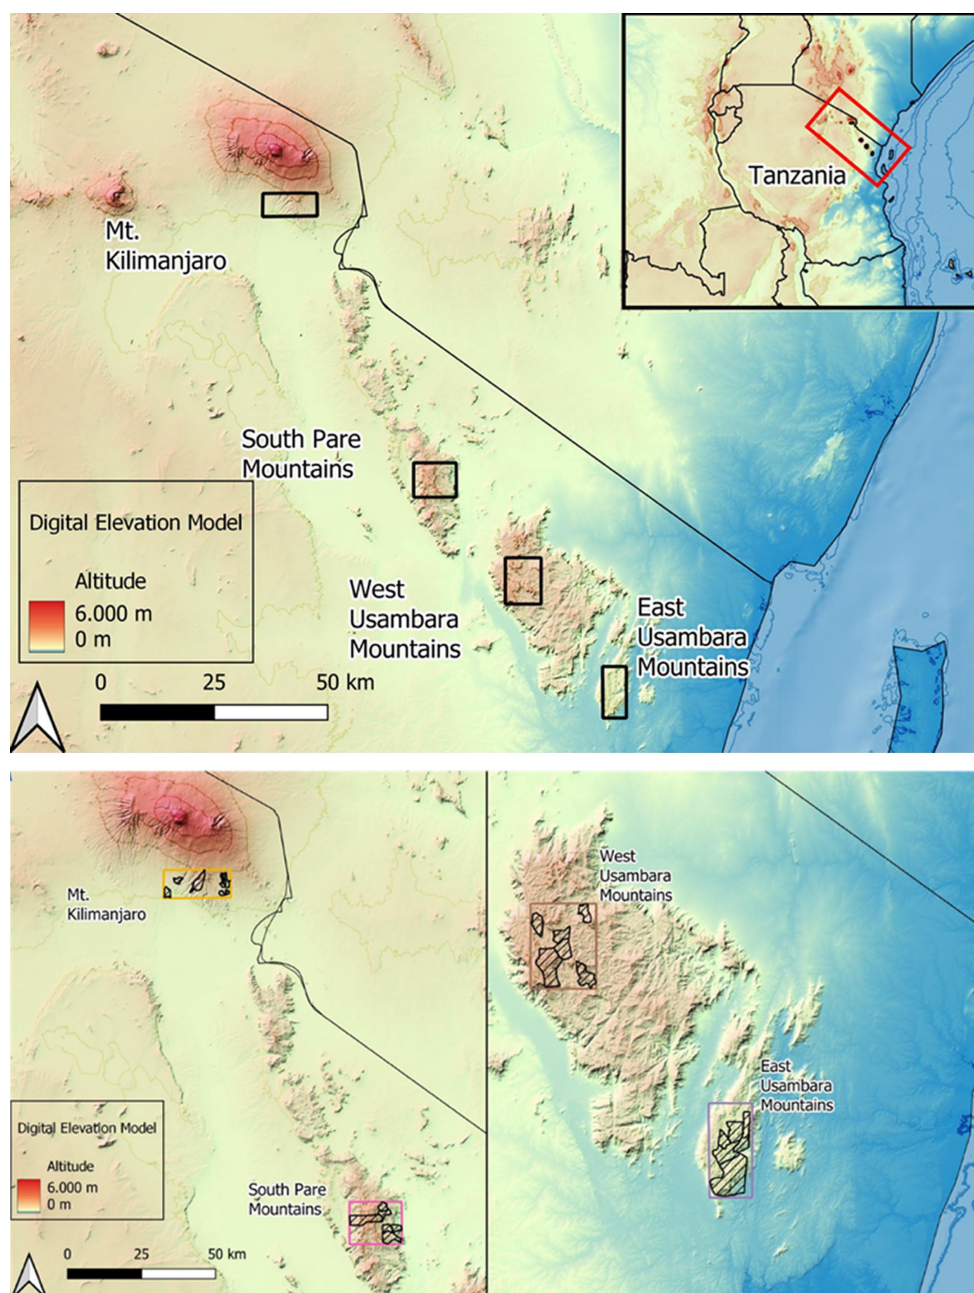 Tanzania
Mt.
Kilimanjaro
South Pare
Mountains
Digital Elevation Model
Altitude
6.000 m
0 m
West
Usambara
Mountains
East
Usambara
Mountains
0 25 50 km
West
Usambara
Mountains
Mt.
Kilimanjaro
East
Usambara
Mountains
Digital Elevation Model
Altitude
6.000 m
0 m
South Pare
Mountains
0 25 50 km